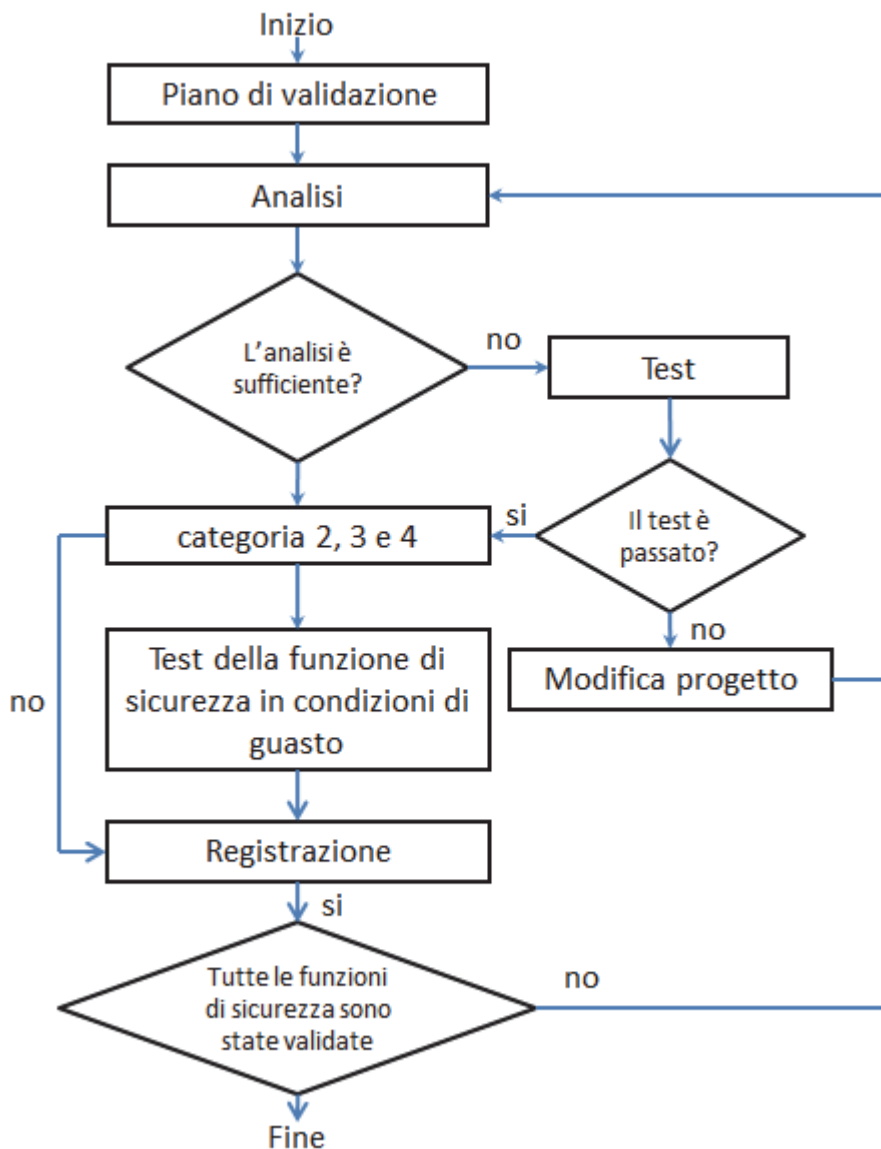 Inizio
Piano di validazione
Analisi
L'analisi è
sufficiente?
no
Test
Il test è
passato?
si
categoria 2, 3 e 4
no
Modifica progetto
Test della funzione di
sicurezza in condizioni di
guasto
no
Registrazione
si
Tutte le funzioni
di sicurezza sono
state validate
no
Fine